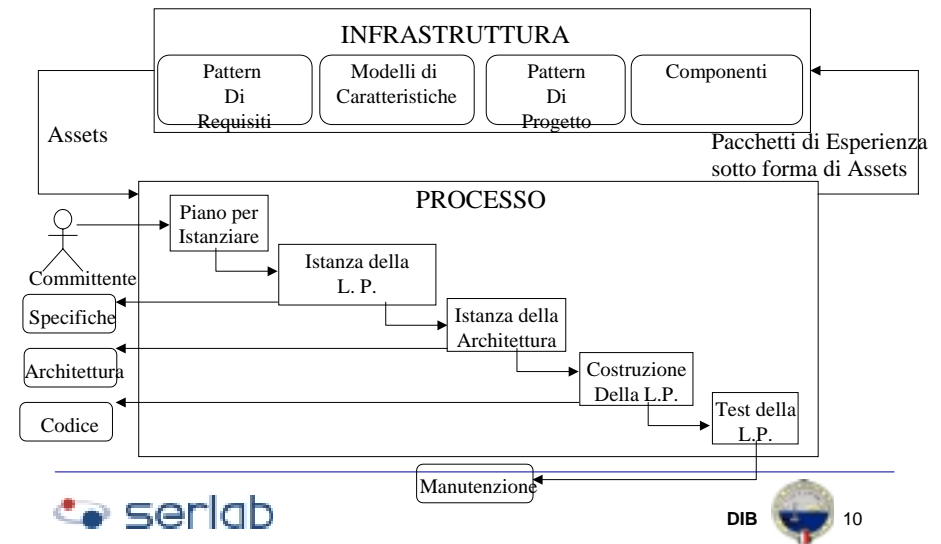 INFRASTRUTTURA
Pattern
Di
Requisiti
Modelli di
Caratteristiche
Pattern
Di
Progetto
Componenti
Assets
Pacchetti di Esperienza
sotto forma di Assets
PROCESSO
Piano per
Istanziare
Committente
Istanza della
L. P.
Specifiche
Istanza della
Architettura
Architettura
Costruzione
Della L.P.
Codice
Test della
L.P.
Manutenzione
serlab
DIB
10